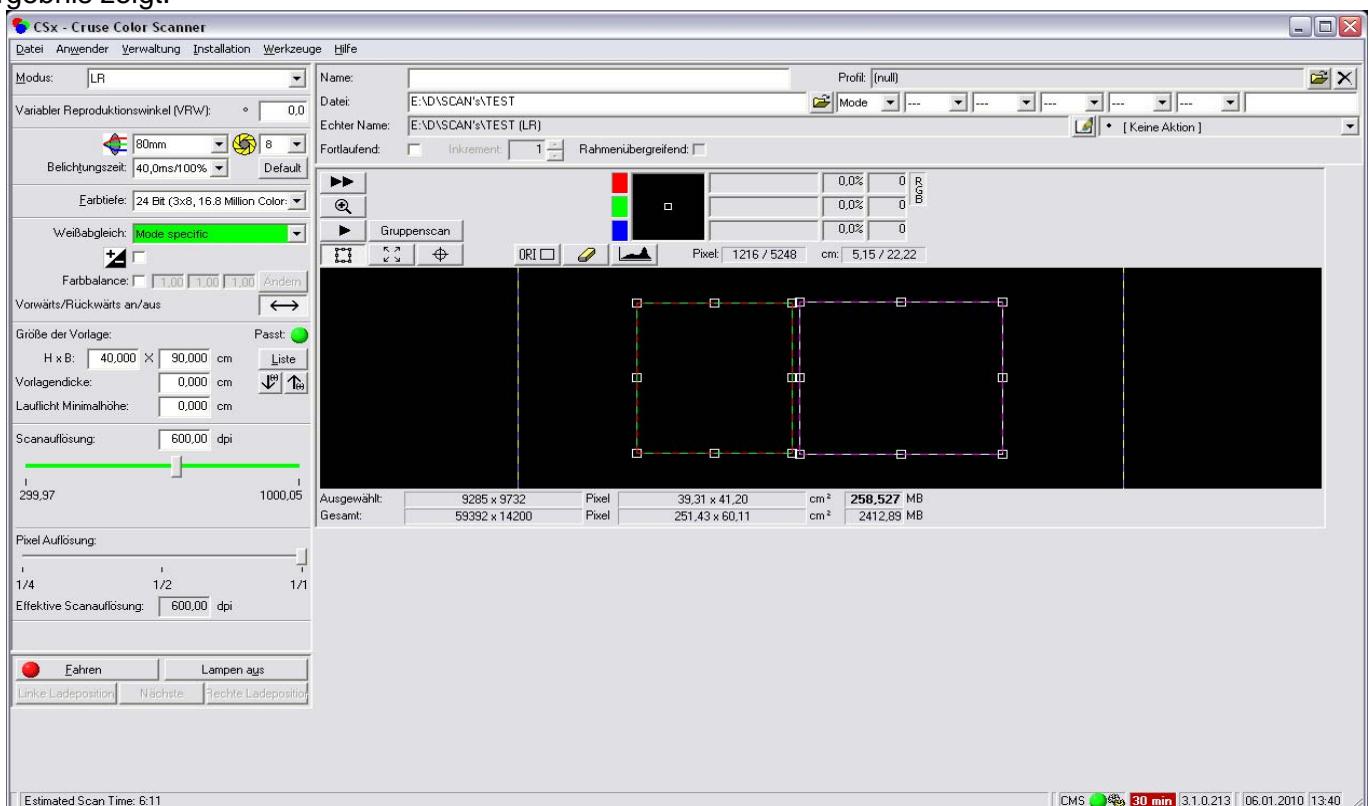 rgebnis zeigt.
CSx - Cruse Color Scanner
Datei Anwender Verwaltung Installation Werkzeuge Hilfe
Modus: LR
Variabler Reproduktionswinkel (VRW): ° 0,0
80mm 8
Belichtungszeit: 40,0ms/100% Default
Farbtiefe: 24 Bit (3x8, 16.8 Million Color:
Weißabgleich: Mode specific
Farbbalance: 1,00 1,00 1,00 Ändern
Vorwärts/Rückwärts an/aus
Größe der Vorlage: Passt:
H x B: 40,000 X 90,000 cm Liste
Vorlagendicke: 0,000 cm
Lauflicht Minimalhöhe: 0,000 cm
Scanauflösung: 600,00 dpi
299,97 1000,05
Pixel Auflösung:
1/4 1/2 1/1
Effektive Scanauflösung: 600,00 dpi
Fahren Lampen aus
Linke Ladeposition Nächste Rechte Ladeposition
Name: Profil: (null)
Datei: E:\D\SCAN's\TEST Mode --- --- --- --- ---
Echter Name: E:\D\SCAN's\TEST (LR) • [Keine Aktion ]
Fortlaufend: Inkrement: 1 Rahmenübergreifend:
0,0% 0 RGB
0,0% 0
Gruppenscan 0,0% 0
ORI Pixel: 1216 / 5248 cm: 5,15 / 22,22
Ausgewählt: 9285 x 9732 Pixel 39,31 x 41,20 cm² 258,527 MB
Gesamt: 59392 x 14200 Pixel 251,43 x 60,11 cm² 2412,89 MB
Estimated Scan Time: 6:11 CMS 30 min 3.1.0.213 06.01.2010 13:40